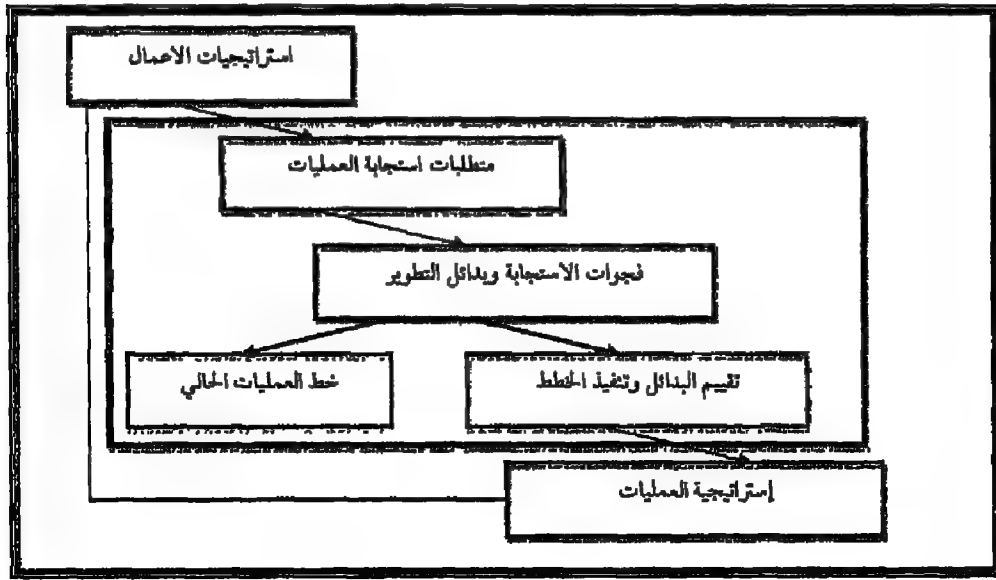 استراتيجيات الاعمال
متطلبات استجابة العمليات
فجوات الاستجابة وبدائل التطوير
خط العمليات الحالي
تقييم البدائل وتنفيذ الخطط
إستراتيجية العمليات